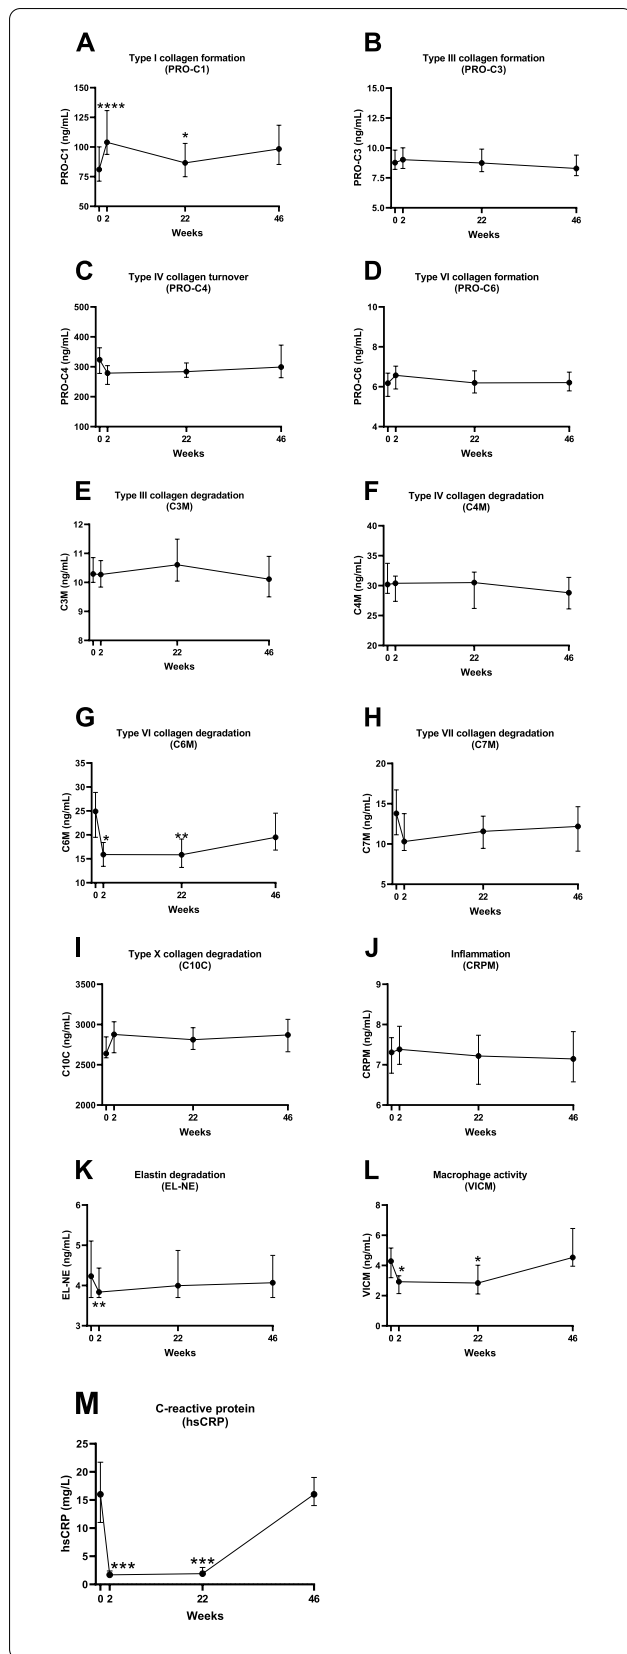 A
Type I collagen formation
(PRO-C1)
PRO-C1 (ng/mL)
150
125
100
75
50
****
*
0 2 22 46
Weeks
B
Type III collagen formation
(PRO-C3)
PRO-C3 (ng/mL)
15.0
12.5
10.0
7.5
5.0
0 2 22 46
Weeks
C
Type IV collagen turnover
(PRO-C4)
PRO-C4 (ng/mL)
500
400
300
200
100
0 2 22 46
Weeks
D
Type VI collagen formation
(PRO-C6)
PRO-C6 (ng/mL)
10
8
6
4
0 2 22 46
Weeks
E
Type III collagen degradation
(C3M)
C3M (ng/mL)
12
11
10
9
8
0 2 22 46
Weeks
F
Type IV collagen degradation
(C4M)
C4M (ng/mL)
40
35
30
25
20
0 2 22 46
Weeks
G
Type VI collagen degradation
(C6M)
C6M (ng/mL)
35
30
25
20
15
10
*
**
0 2 22 46
Weeks
H
Type VII collagen degradation
(C7M)
C7M (ng/mL)
20
15
10
5
0 2 22 46
Weeks
I
Type X collagen degradation
(C10C)
C10C (ng/mL)
3500
3000
2500
2000
0 2 22 46
Weeks
J
Inflammation
(CRPM)
CRPM (ng/mL)
9
8
7
6
0 2 22 46
Weeks
K
Elastin degradation
(EL-NE)
EL-NE (ng/mL)
6
5
4
3
**
0 2 22 46
Weeks
L
Macrophage activity
(VICM)
VICM (ng/mL)
8
6
4
2
0
*
*
0 2 22 46
Weeks
M
C-reactive protein
(hsCRP)
hsCRP (mg/L)
25
20
15
10
5
0
***
***
0 2 22 46
Weeks